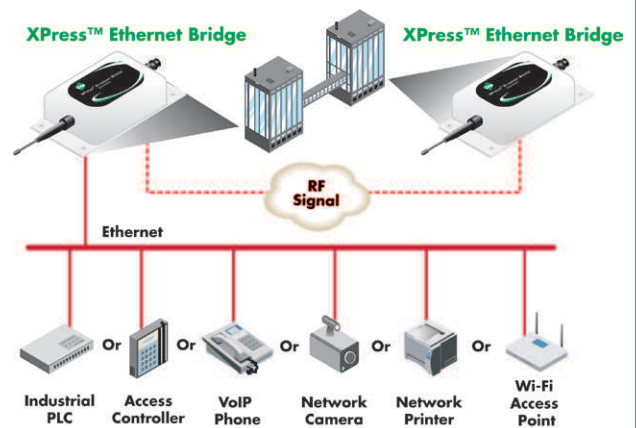 XPress™ Ethernet Bridge
XPress™ Ethernet Bridge
RF
Signal
Ethernet
Or
Or
Or
Or
Or
Industrial
PLC
Access
Controller
VoIP
Phone
Network
Camera
Network
Printer
Wi-Fi
Access
Point